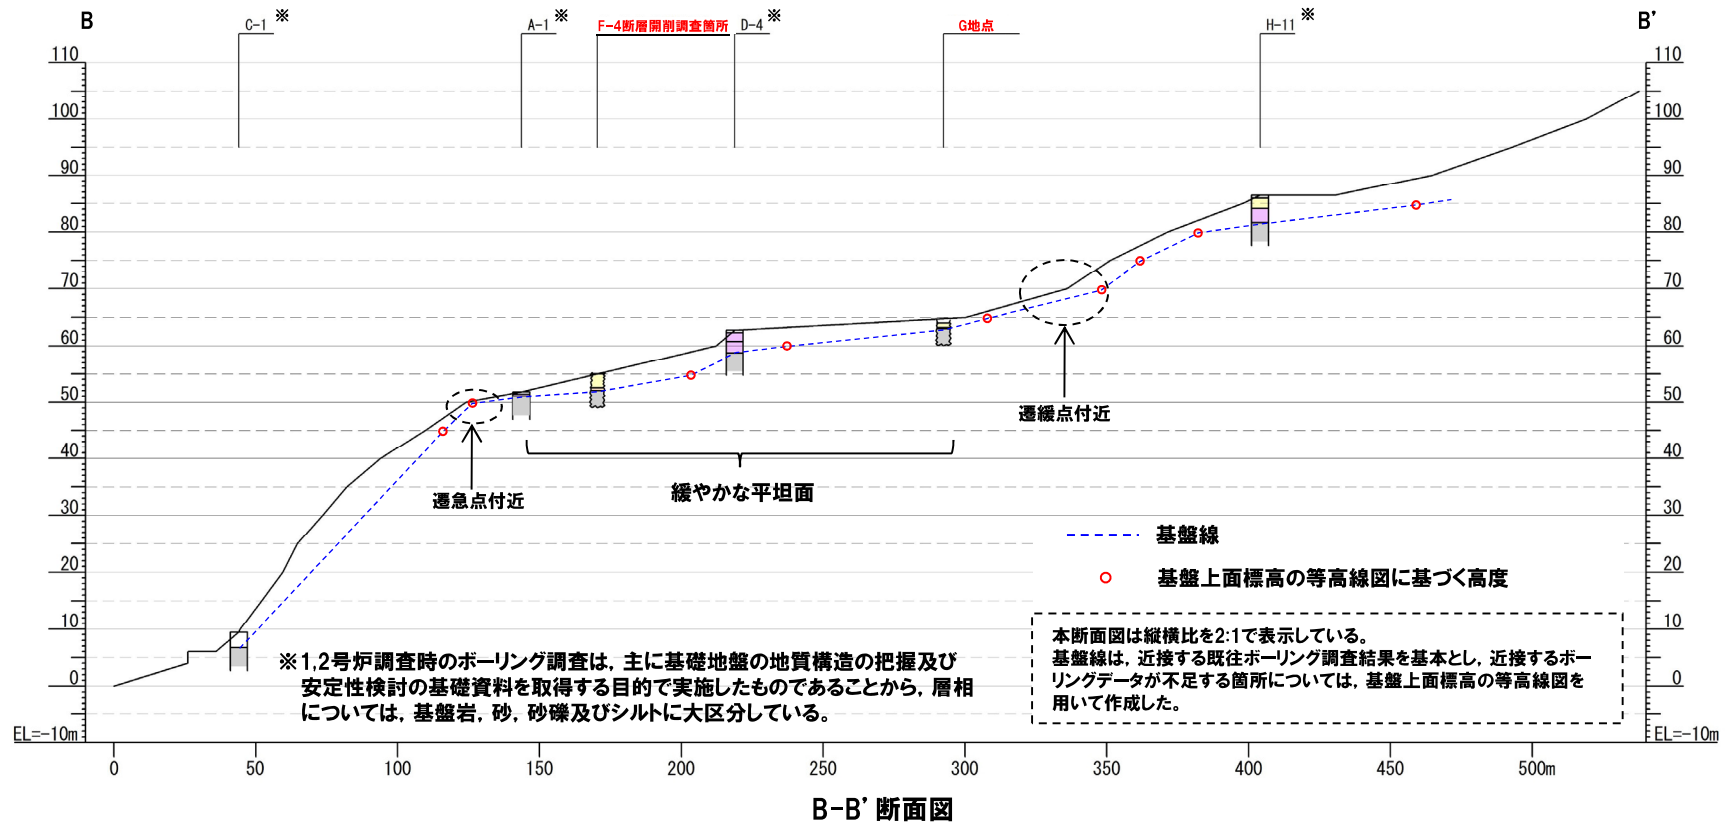 B
C-1 ※
A-1 ※
F-4断層開削調査箇所
D-4 ※
G地点
H-11 ※
B'
110
110
100
100
90
90
80
80
70
70
60
60
50
50
40
40
30
30
20
20
10
10
0
0
EL=-10m
EL=-10m
遷緩点付近
遷急点付近
緩やかな平坦面
基盤線
基盤上面標高の等高線図に基づく高度
本断面図は縦横比を2:1で表示している。
基盤線は，近接する既往ボーリング調査結果を基本とし，近接するボー
リングデータが不足する箇所については，基盤上面標高の等高線図を
用いて作成した。
※1,2号炉調査時のボーリング調査は，主に基礎地盤の地質構造の把握及び
安定性検討の基礎資料を取得する目的で実施したものであることから，層相
については，基盤岩，砂，砂礫及びシルトに大区分している。
0
50
100
150
200
250
300
350
400
450
500m
B-B' 断面図